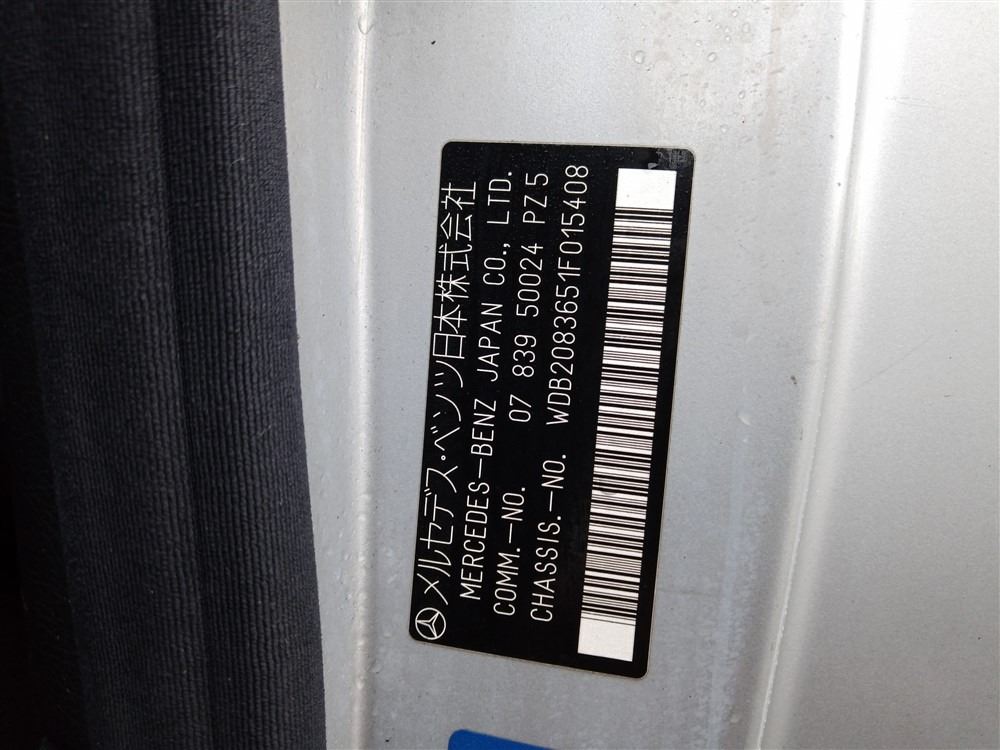 メルセデス・ベンツ日本株式会社
MERCEDES-BENZ JAPAN CO., LTD.
COMM.-NO. 07 839 50024 PZ5
CHASSIS.-NO. WDB2083651F015408